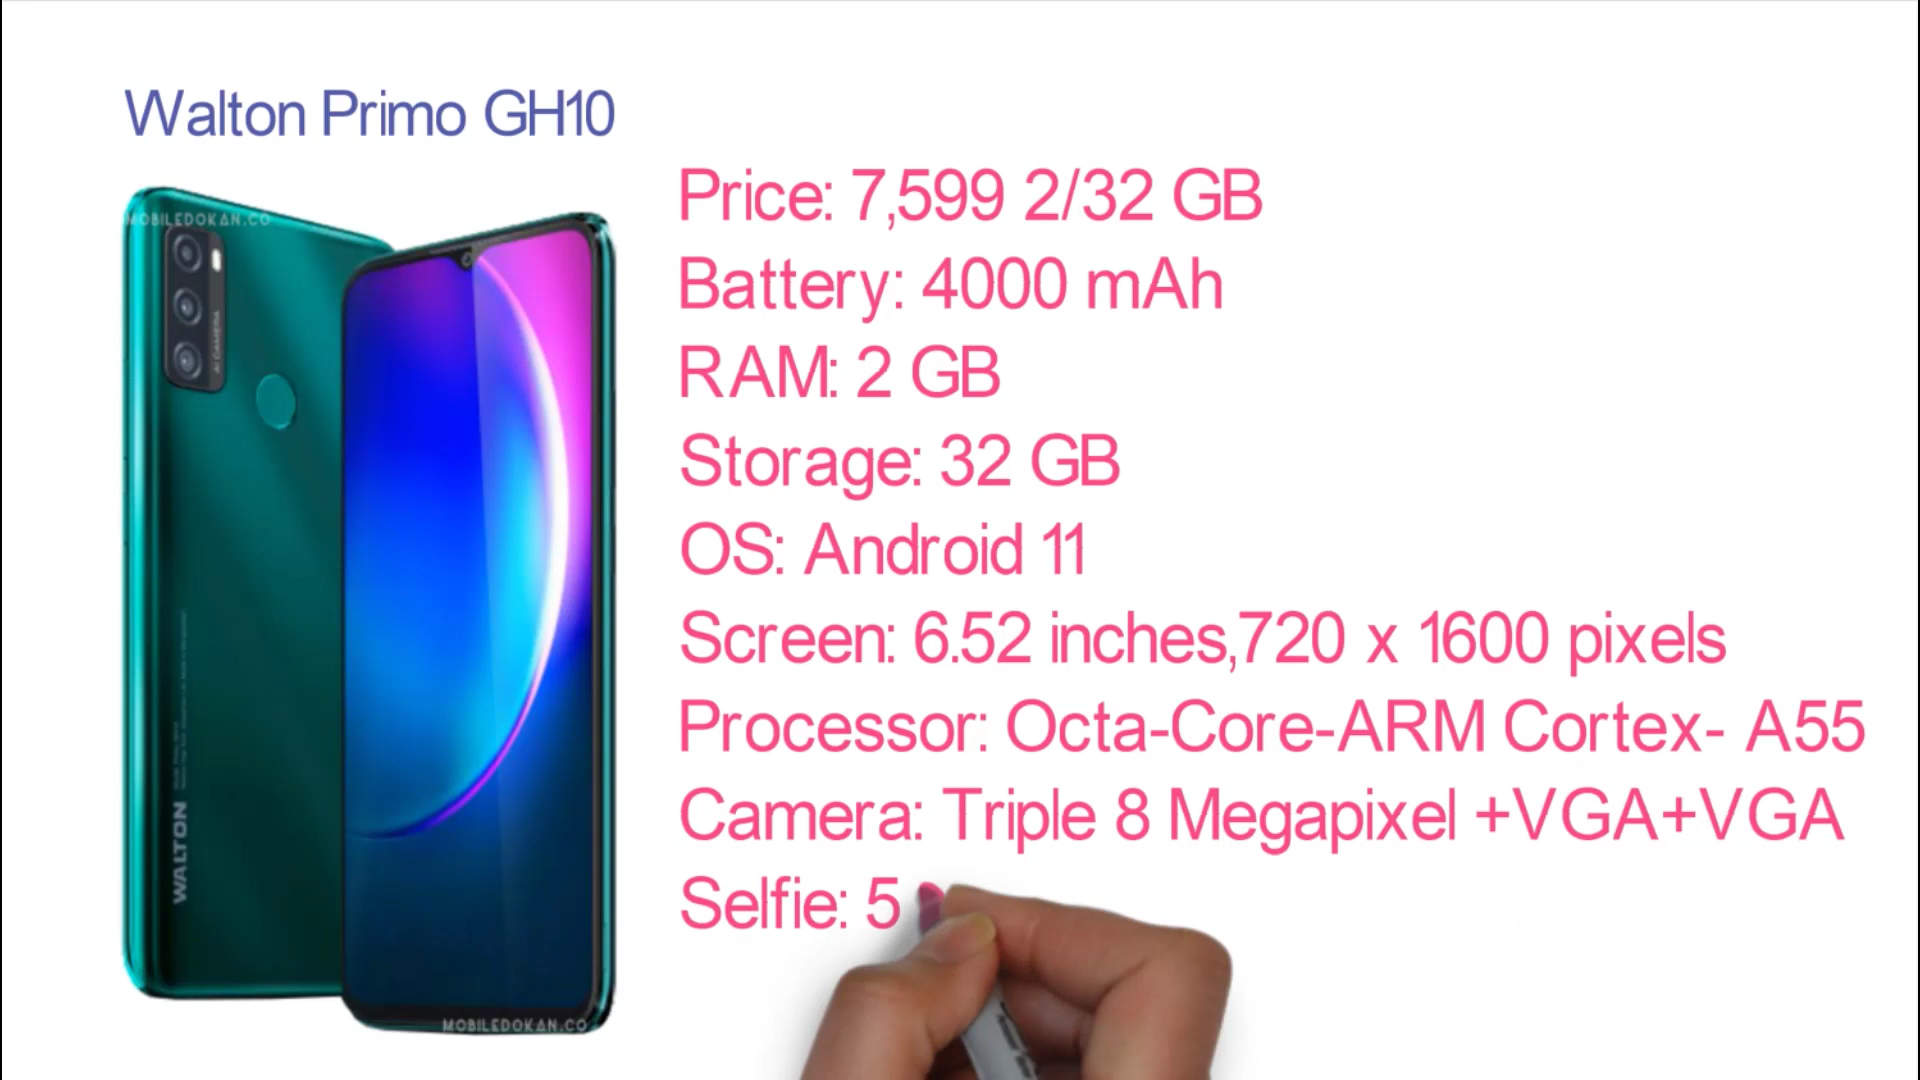 Walton Primo GH10
Price: 7,599 2/32 GB
Battery: 4000 mAh
RAM: 2 GB
Storage: 32 GB
OS: Android 11
Screen: 6.52 inches,720 x 1600 pixels
Processor: Octa-Core-ARM Cortex- A55
Camera: Triple 8 Megapixel +VGA+VGA
Selfie: 5
MOBILEDOKAN.CO
AI CAMERA
WALTON
MOBILEDOKAN.CO